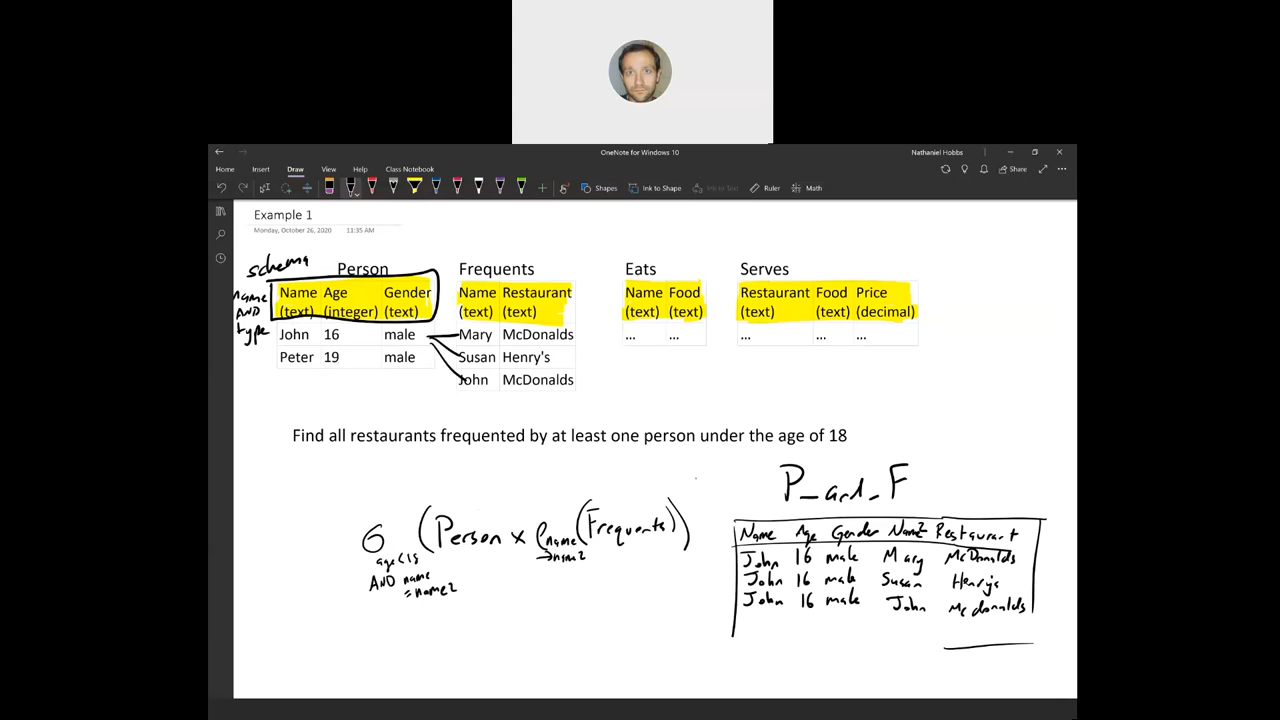 OneNote for Windows 10
Nathaniel Hobbs
Home Insert Draw View Help Class Notebook
Share
Shapes Ink to Shape Ink to Text Ruler Math
Example 1
Monday, October 26, 2020 11:35 AM
schema
name
AND
type
Person
Name Age Gender
(text) (integer) (text)
John 16 male
Peter 19 male
Frequents
Name Restaurant
(text) (text)
Mary McDonalds
Susan Henry's
John McDonalds
Eats
Name Food
(text) (text)
... ...
Serves
Restaurant Food Price
(text) (text) (decimal)
... ... ...
Find all restaurants frequented by at least one person under the age of 18
σ (Person × ρ name→name2 (Frequents))
age<18
AND name
=name2
P_and_F
Name Age Gender Name2 Restaurant
John 16 male Mary McDonalds
John 16 male Susan Henrys
John 16 male John Mcdonalds